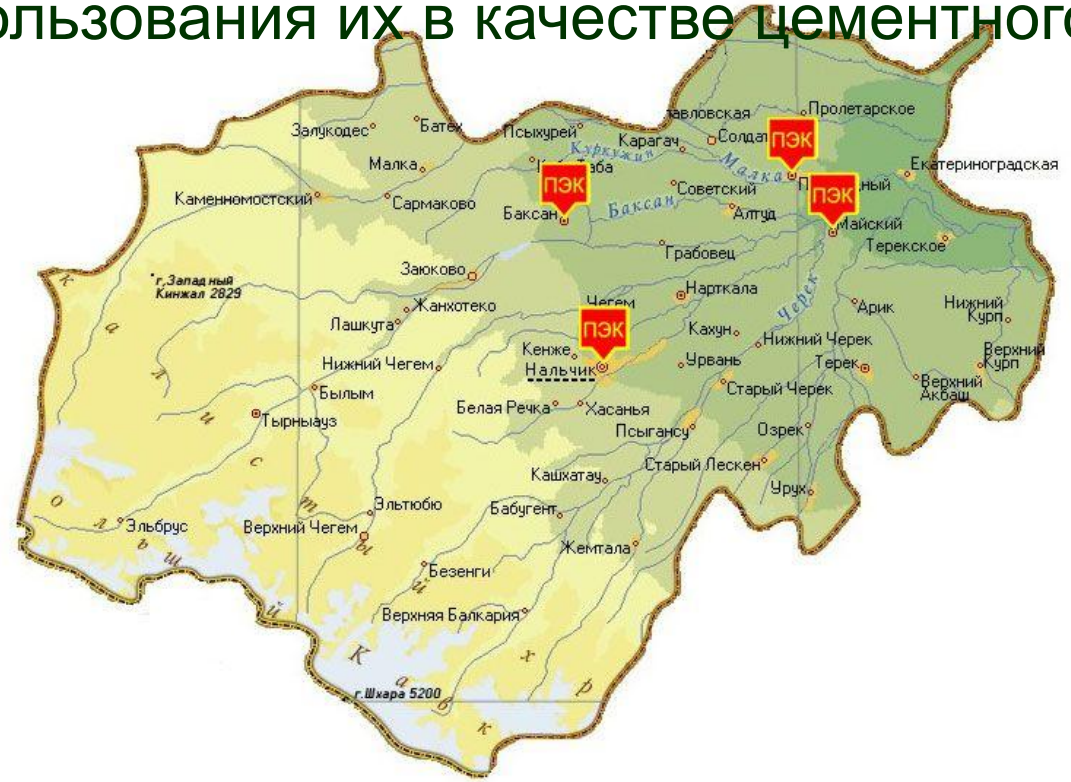 ользования их в качестве цементного
Пролетарское
Залукодес
Псыхурей
Карагач
ПЭК
Куркужин
Малка
Малка
Екатериноградская
ПЭК
ПЭК
Каменномостский
Сармаково
Советский
Баксан
Баксан
Алтуд
Майский
Терекское
Грабовец
г.Западный
Кинжал 2829
Заюково
Нарткала
Жанхотеко
Чегем
Черек
Арик
Нижний
Курп
Лашкута
ПЭК
Кахун
Нижний Черек
Кенже
Верхний
Курп
Нижний Чегем
Нальчик
Урвань
Терек
Верхний
Акбаш
Былым
Старый Черек
Белая Речка
Хасанья
Тырныауз
Псыгансу
Озрек
Старый Лескен
Кашхатау
Урух
Эльтюбю
Бабугент
Эльбрус
Верхний Чегем
Жемтала
Безенги
Верхняя Балкария
г.Шхара 5200